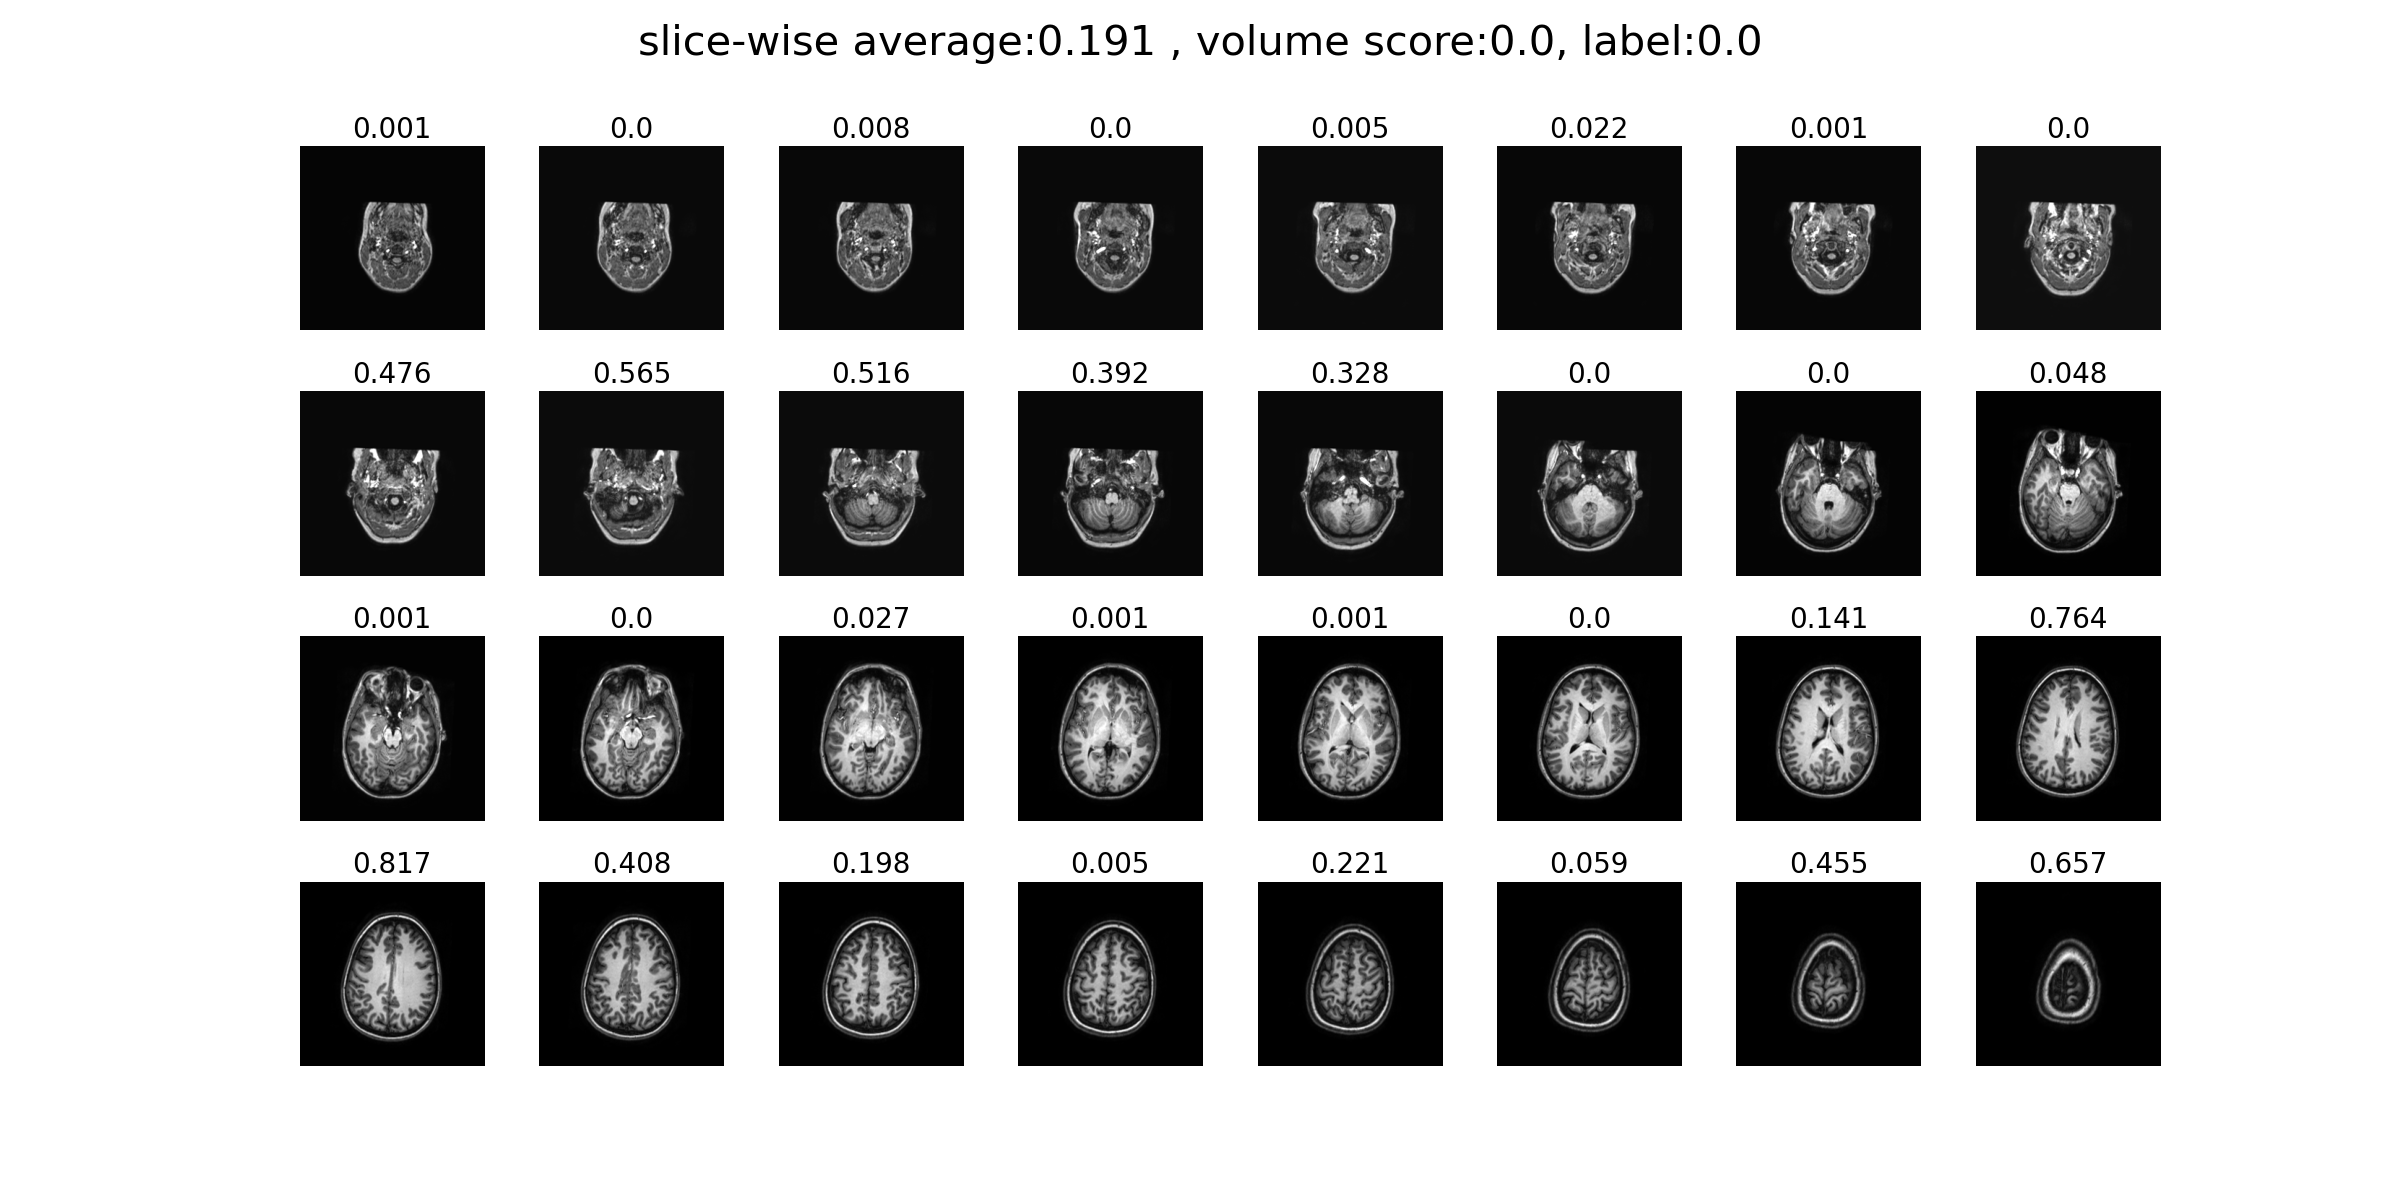 slice-wise average:0.191 , volume score:0.0, label:0.0
0.001 0.0 0.008 0.0 0.005 0.022 0.001 0.0
0.476 0.565 0.516 0.392 0.328 0.0 0.0 0.048
0.001 0.0 0.027 0.001 0.001 0.0 0.141 0.764
0.817 0.408 0.198 0.005 0.221 0.059 0.455 0.657